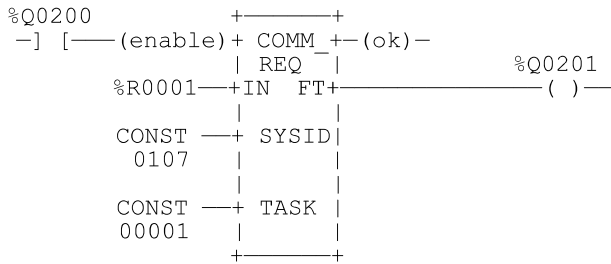 %Q0200
—] [——(enable)+ COMM_ +—(ok)—
REQ %Q0201
%R0001——+IN FT+————————————( )——
CONST ——+ SYSID
0107
CONST ——+ TASK
00001